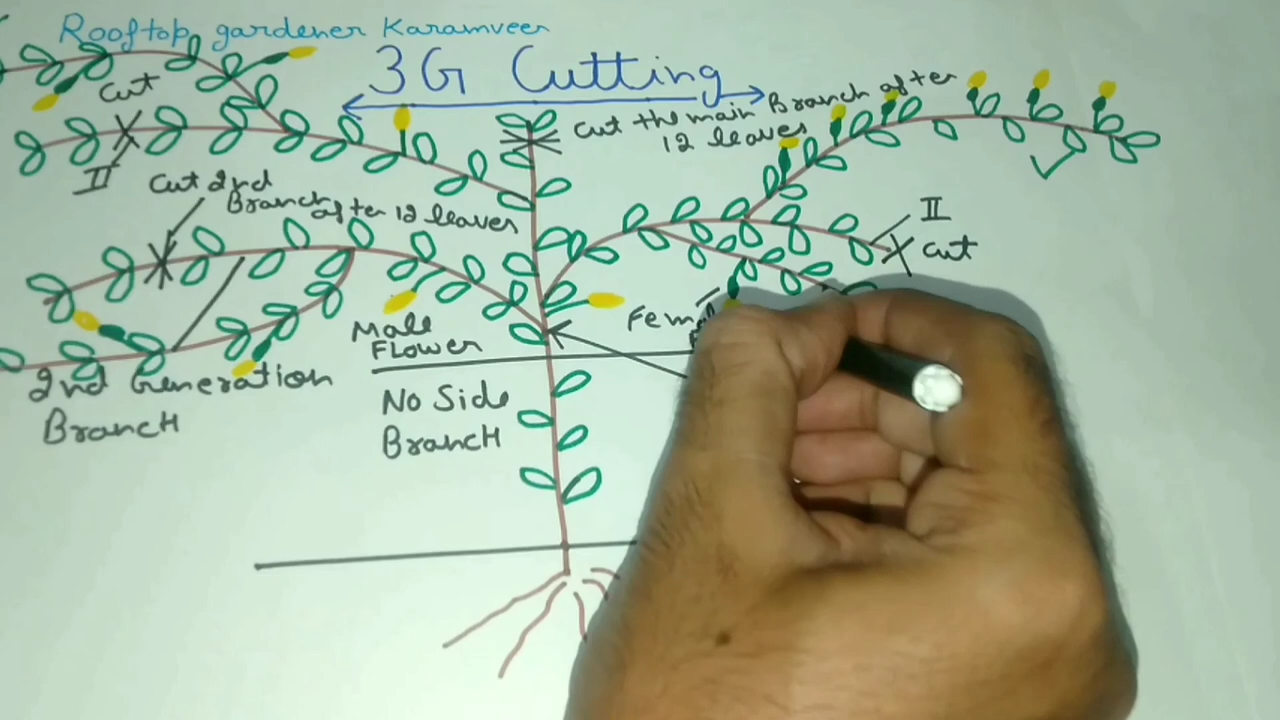 Rooftop gardener Karamveer
3G Cutting
Cut
II
Cut the main Branch after
12 leaves
Cut 2nd
Branch after 12 leaves
II
Cut
Male
Flower
2nd Generation
Branch
No Side
Branch